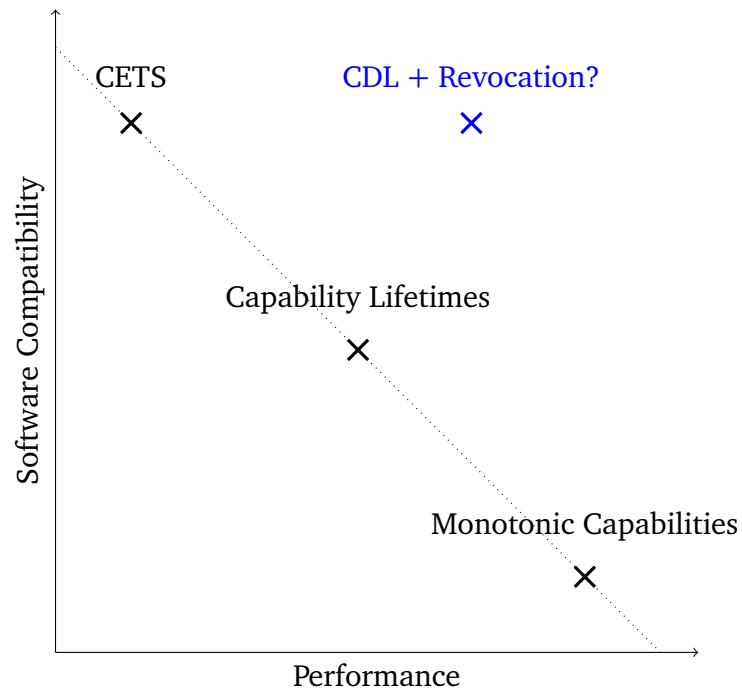 CETS
CDL + Revocation?
Software Compatibility
Capability Lifetimes
Monotonic Capabilities
Performance